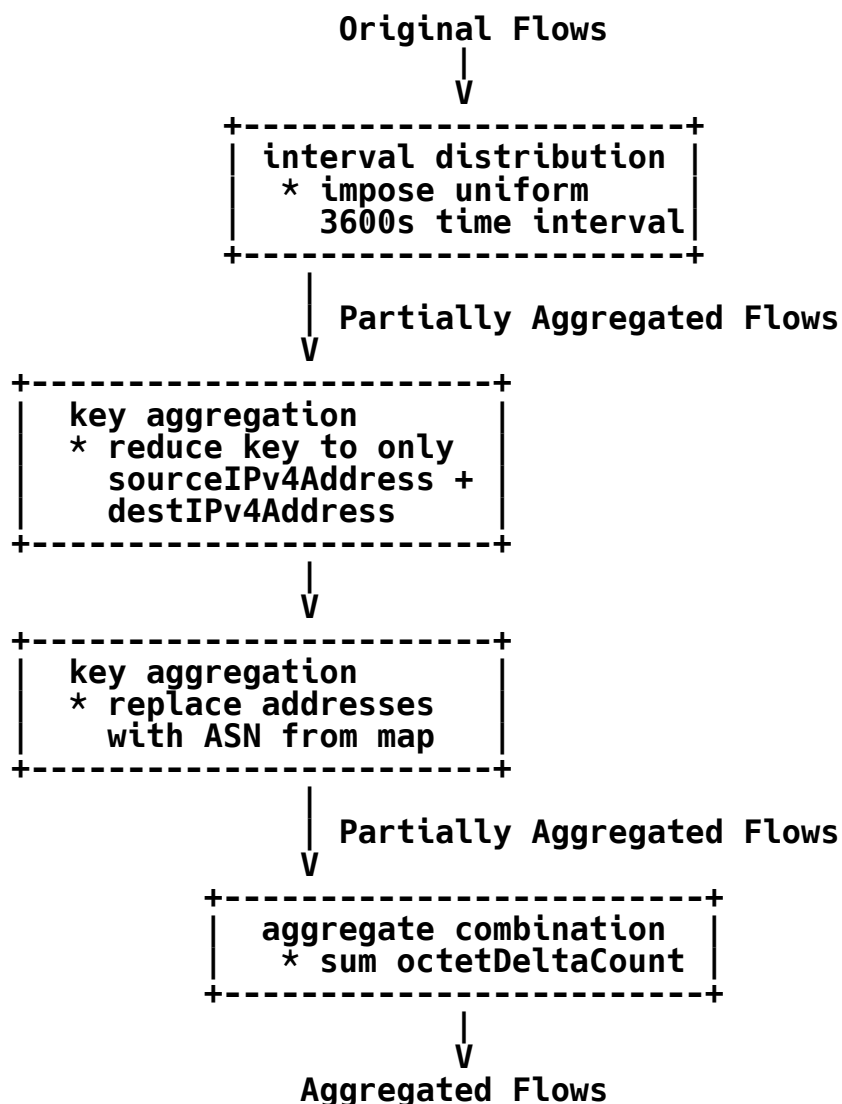 Original Flows
|
V
+-----------------------+
| interval distribution |
|  * impose uniform     |
|    3600s time interval|
+-----------------------+
|
| Partially Aggregated Flows
V
+------------------------+
|  key aggregation       |
|  * reduce key to only  |
|    sourceIPv4Address + |
|    destIPv4Address     |
+------------------------+
|
V
+------------------------+
|  key aggregation       |
|  * replace addresses   |
|    with ASN from map   |
+------------------------+
|
| Partially Aggregated Flows
V
+-------------------------+
|  aggregate combination  |
|   * sum octetDeltaCount |
+-------------------------+
|
V
Aggregated Flows